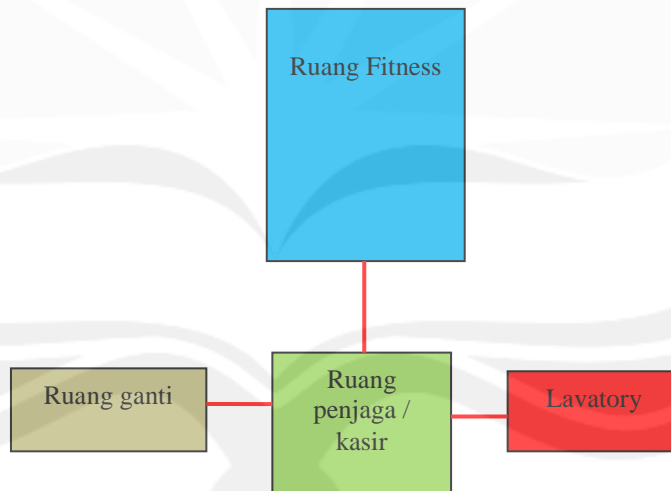 Ruang Fitness
Ruang ganti
Ruang
penjaga /
kasir
Lavatory